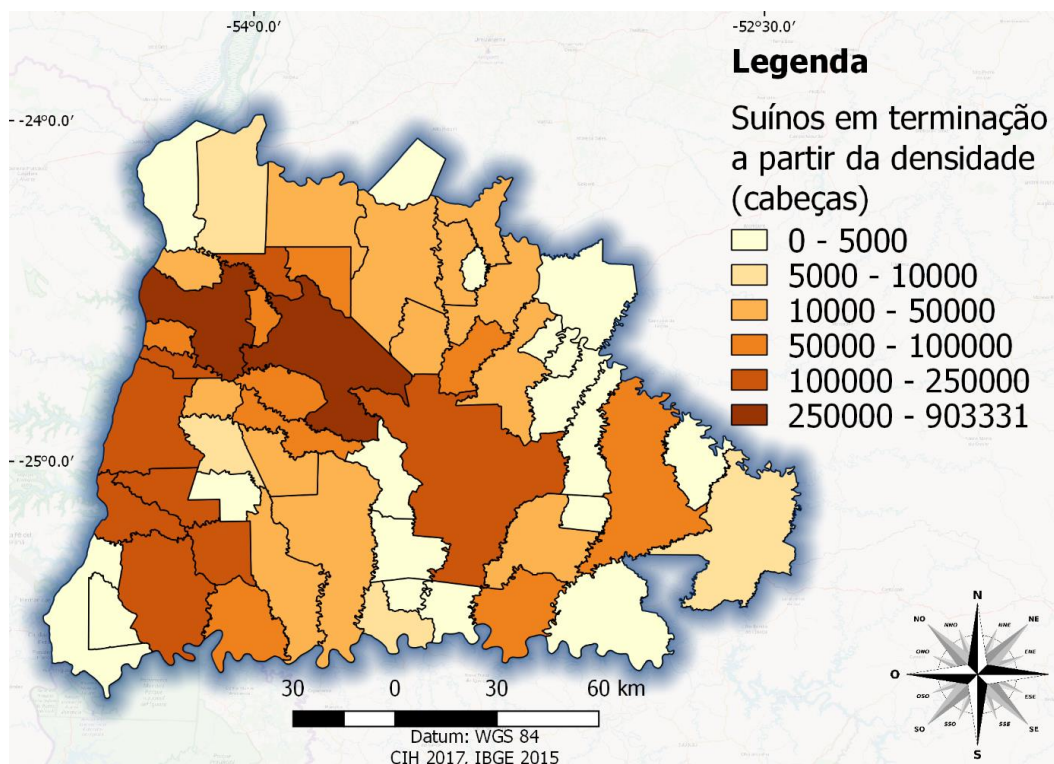 -54°0.0'
-52°30.0'
-24°0.0'
-25°0.0'
Legenda
Suínos em terminação
a partir da densidade
(cabeças)
0 - 5000
5000 - 10000
10000 - 50000
50000 - 100000
100000 - 250000
250000 - 903331
30 0 30 60 km
Datum: WGS 84
CIH 2017, IBGE 2015
N
NO NNO NNE NE
ONO ENE
O
OSO ESE
SO SSO SSE SE
S